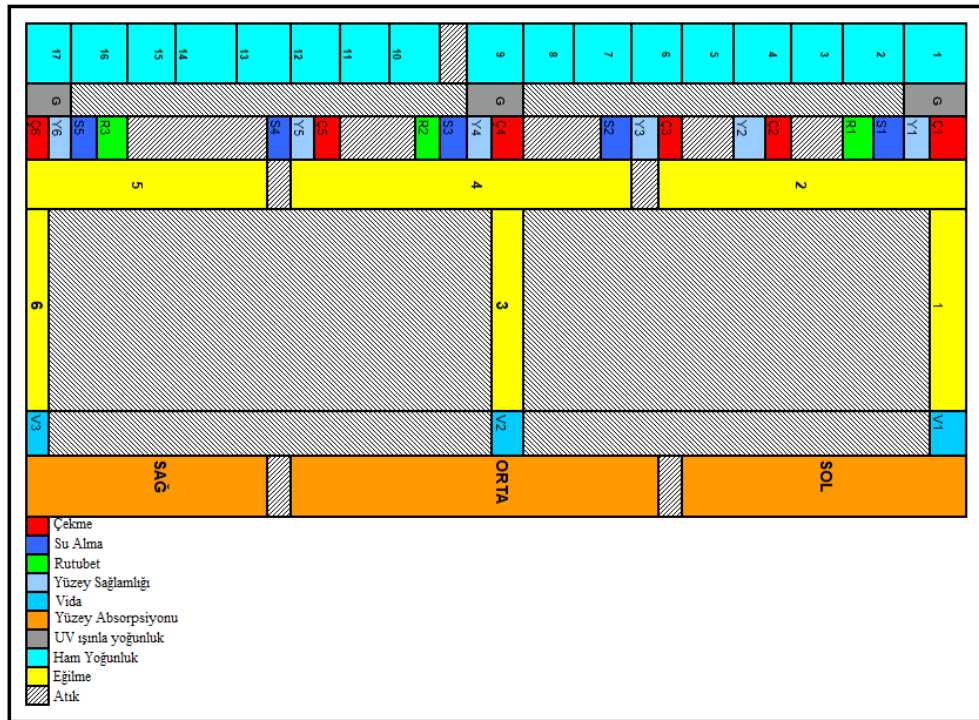 17 16 15 14 13 12 11 10 9 8 7 6 5 4 3 2 1
G G G
Ç6 Y6 S5 R3 S4 Y5 Ç5 R2 S3 Y4 Ç4 S2 Y3 Ç3 Y2 Ç2 R1 S1 Y1 Ç1
5 4 2
6 3 1
V3 V2 V1
SAĞ ORTA SOL
Çekme
Su Alma
Rutubet
Yüzey Sağlamlığı
Vida
Yüzey Absorpsiyonu
UV ışınla yoğunluk
Ham Yoğunluk
Eğilme
Atık